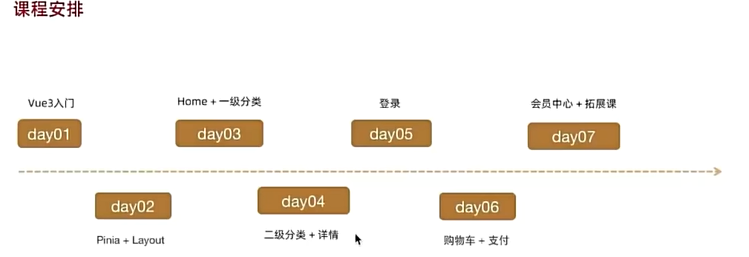 课程安排
Vue3入门
day01
Pinia + Layout
day02
Home + 一级分类
day03
二级分类 + 详情
day04
登录
day05
购物车 + 支付
day06
会员中心 + 拓展课
day07